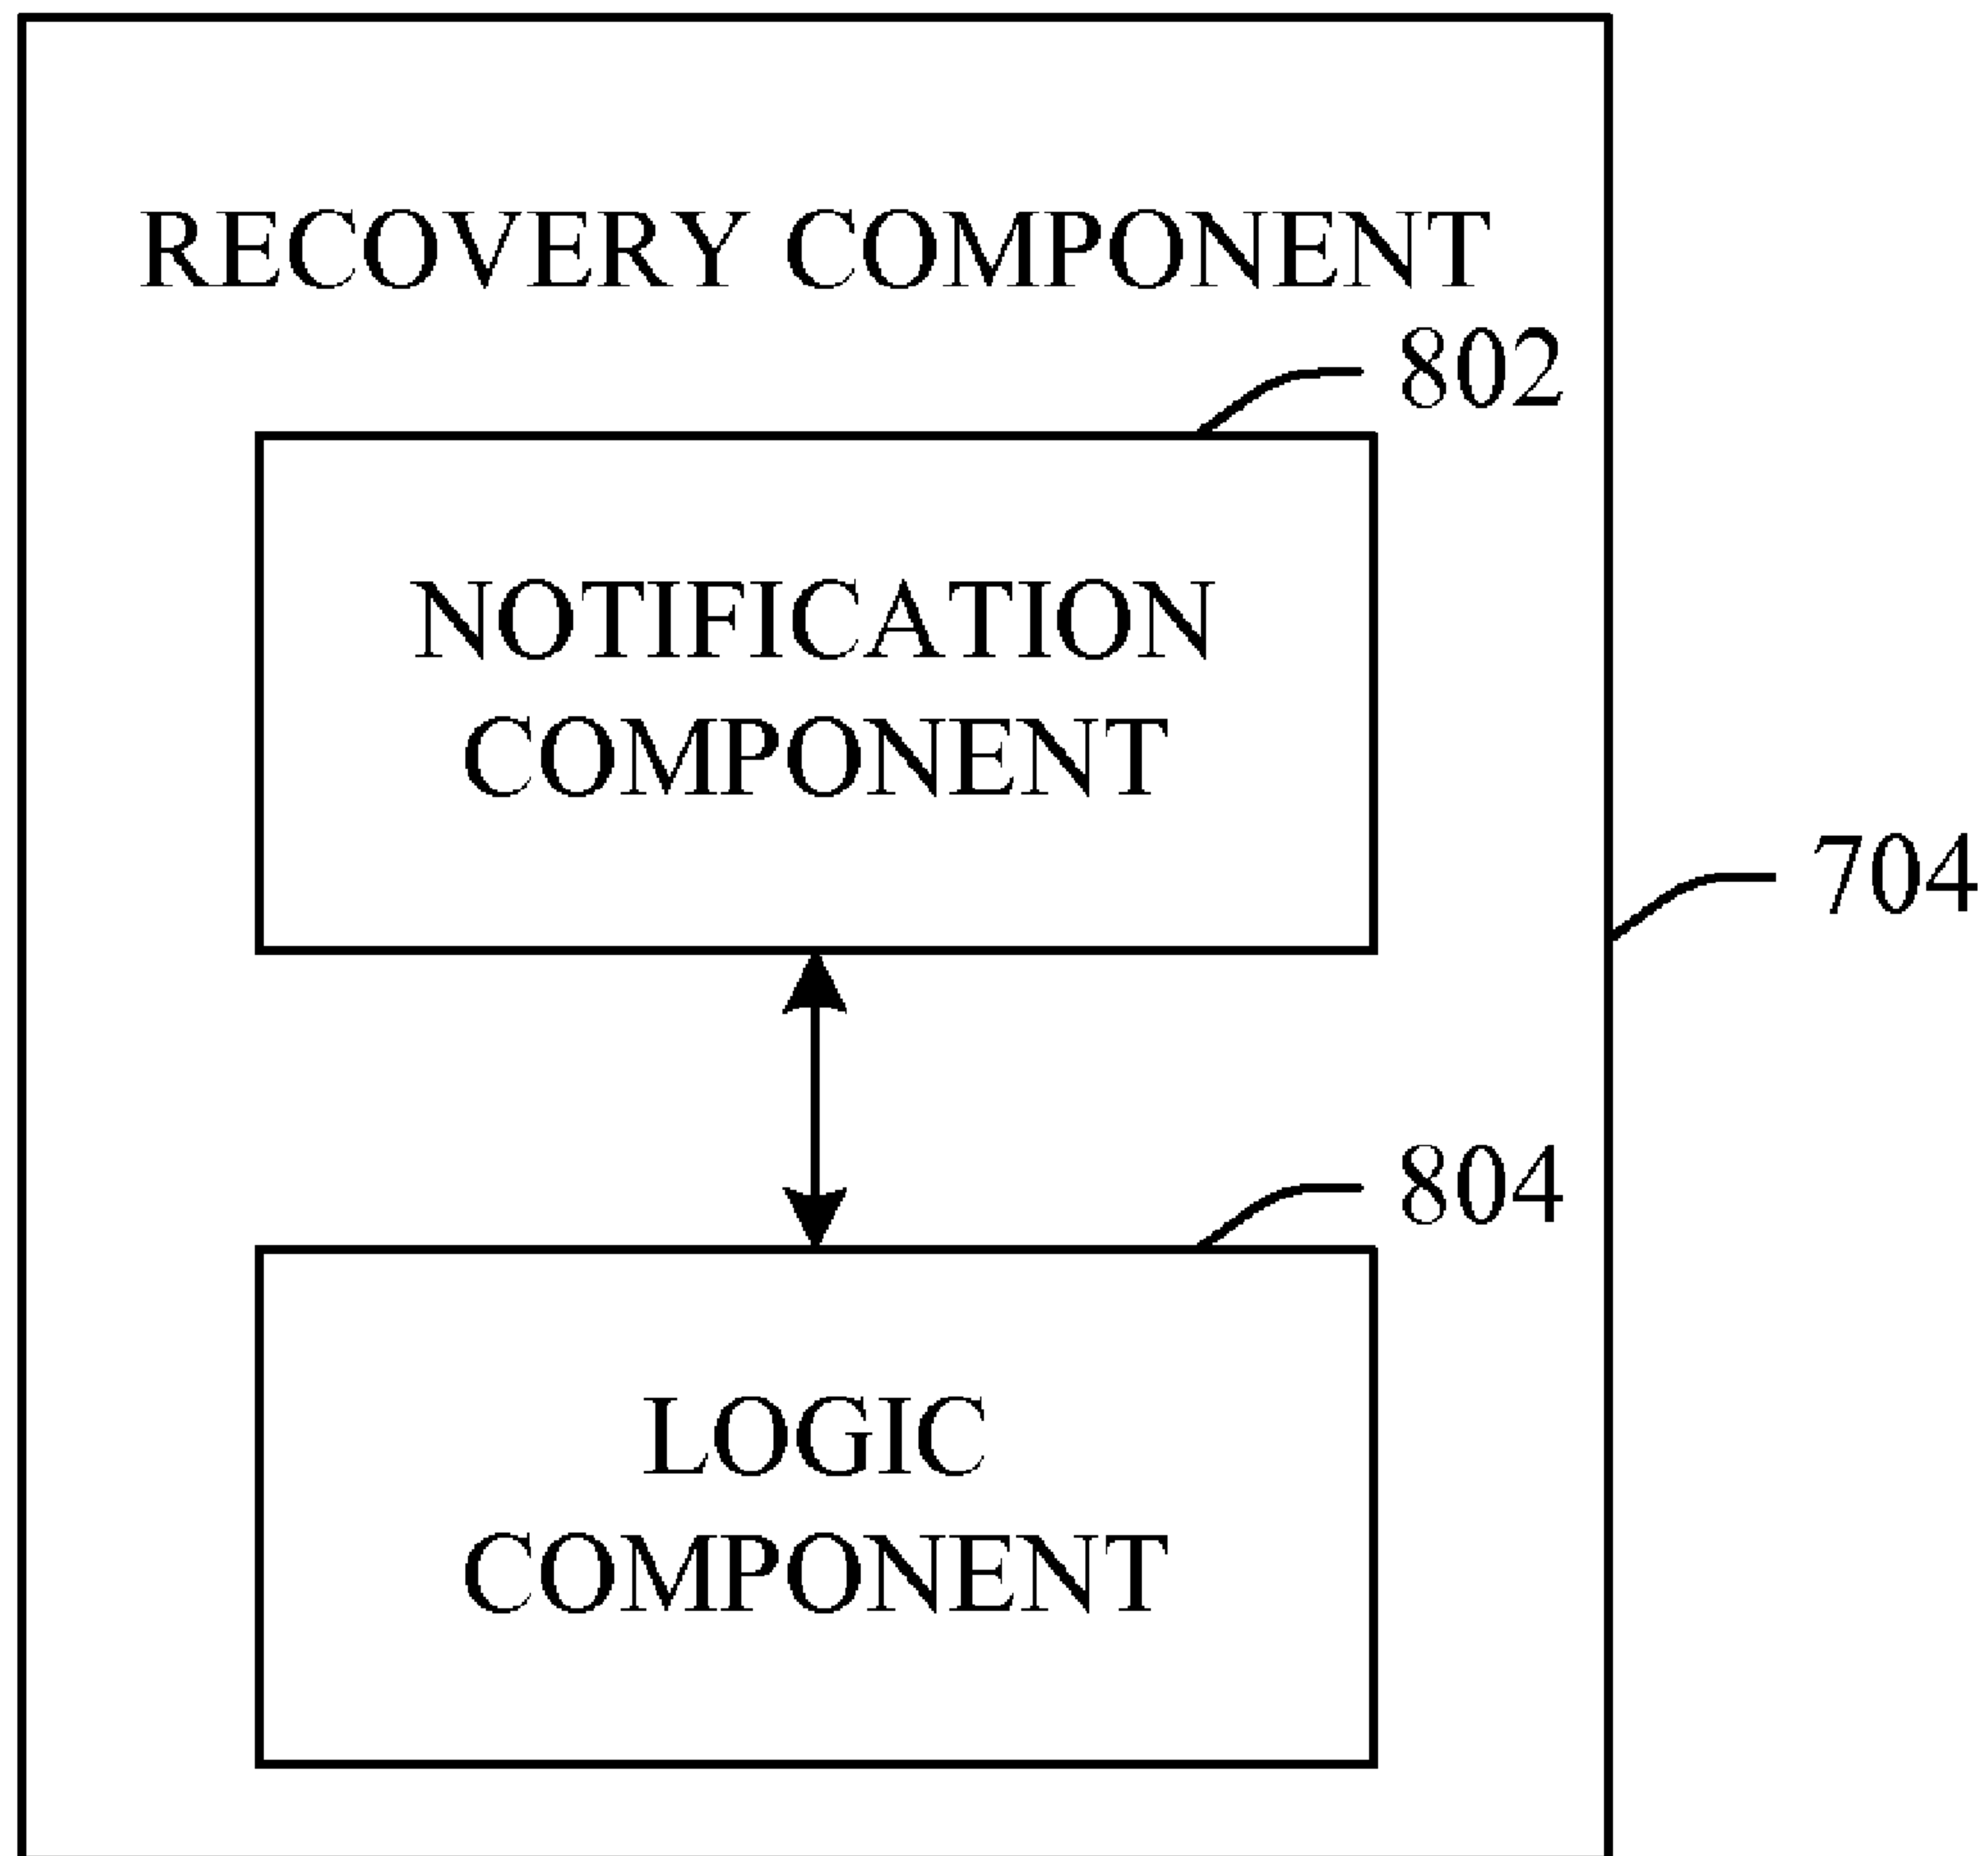 RECOVERY COMPONENT
802
NOTIFICATION
COMPONENT
704
804
LOGIC
COMPONENT